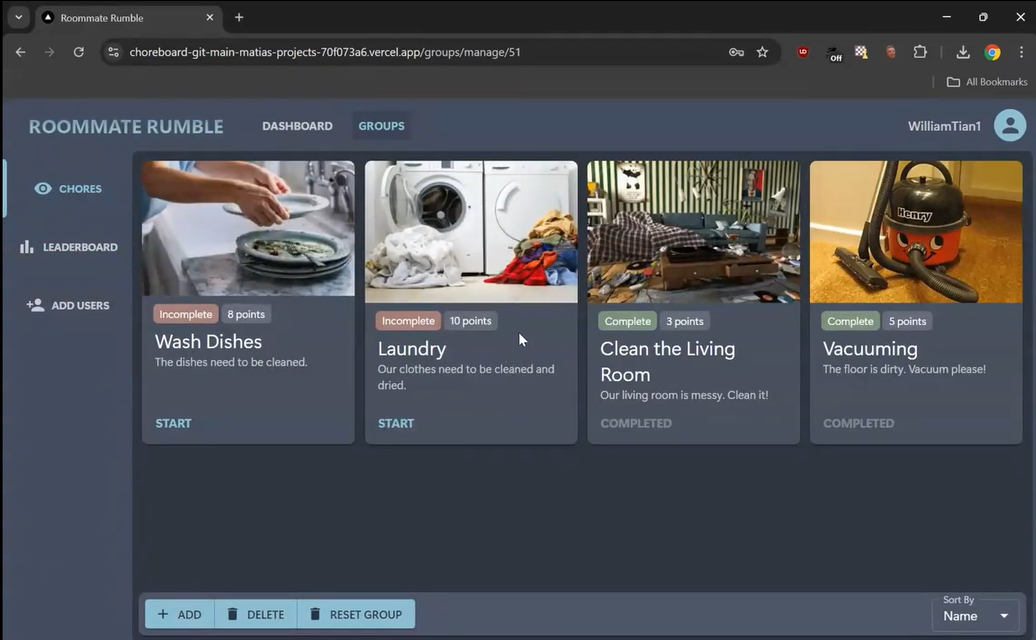 Roommate Rumble
choreboard-git-main-matias-projects-70f073a6.vercel.app/groups/manage/51
Off
All Bookmarks
ROOMMATE RUMBLE
DASHBOARD
GROUPS
WilliamTian1
CHORES
LEADERBOARD
ADD USERS
Incomplete
8 points
Wash Dishes
The dishes need to be cleaned.
START
Incomplete
10 points
Laundry
Our clothes need to be cleaned and
dried.
START
Complete
3 points
Clean the Living
Room
Our living room is messy. Clean it!
COMPLETED
Henry
Complete
5 points
Vacuuming
The floor is dirty. Vacuum please!
COMPLETED
ADD
DELETE
RESET GROUP
Sort By
Name